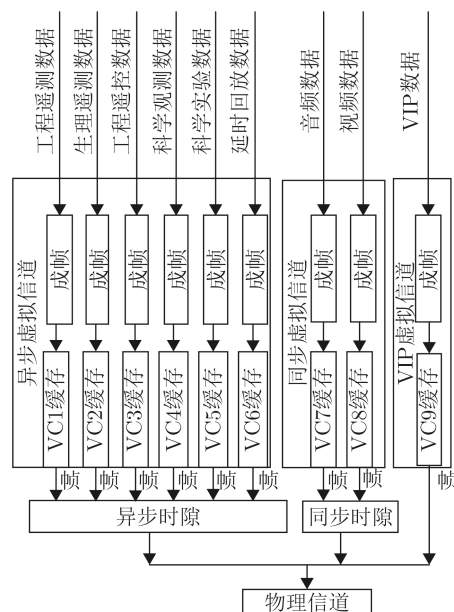 工程遥测数据
生理遥测数据
工程遥控数据
科学观测数据
科学实验数据
延时回放数据
音频数据
视频数据
VIP数据
异步虚拟信道
成帧
成帧
成帧
成帧
成帧
成帧
同步虚拟信道
成帧
成帧
VIP虚拟信道
成帧
VC1缓存
VC2缓存
VC3缓存
VC4缓存
VC5缓存
VC6缓存
VC7缓存
VC8缓存
VC9缓存
帧
帧
帧
帧
帧
帧
帧
帧
帧
异步时隙
同步时隙
物理信道